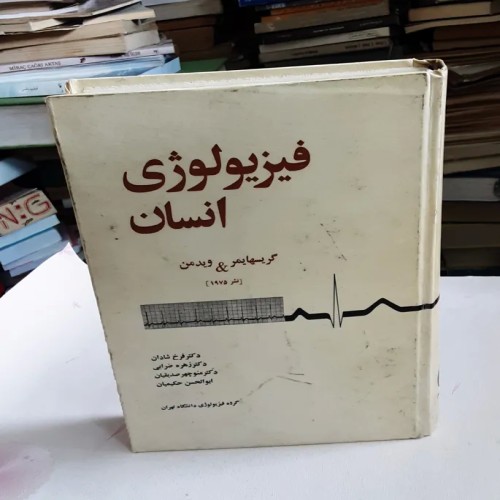 فیزیولوژی
انسان
گریسهایمر & ویدمن
(نشر ۱۹۷۵)
دکتر فرخ شادان
دکتر زهره خزایی
دکتر منوچهر صدیقیان
ابوالحسن حکیمیان
گروه فیزیولوژی دانشگاه تهران
N:G